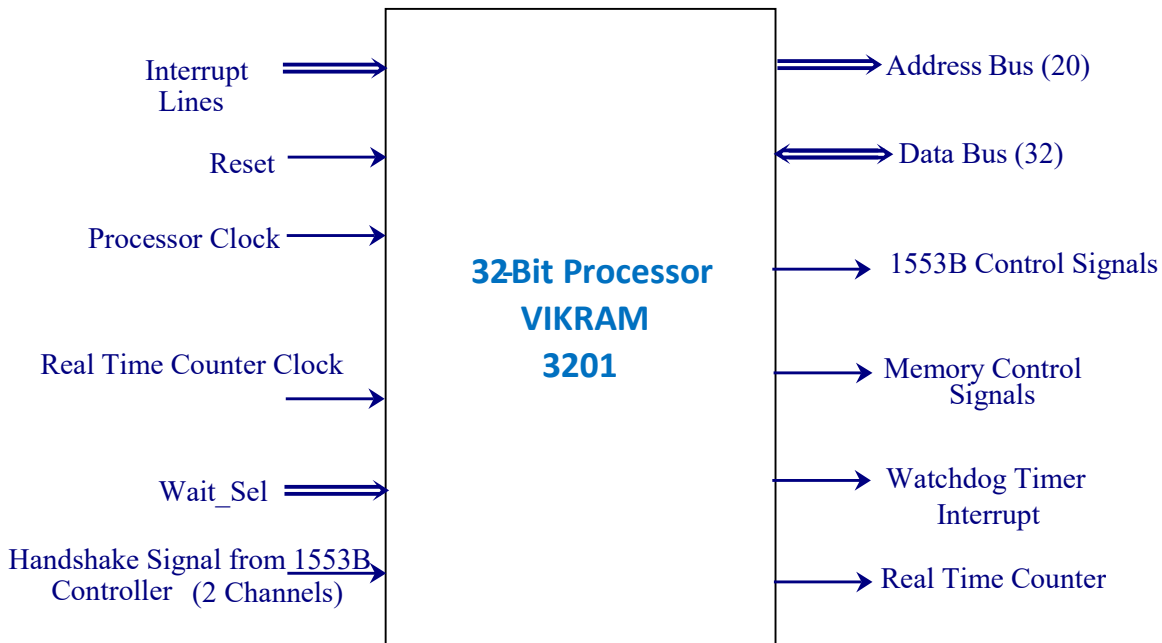 Interrupt
Lines
Reset
Processor Clock
Real Time Counter Clock
Wait_Sel
Handshake Signal from 1553B
Controller (2 Channels)
32-Bit Processor
VIKRAM
3201
Address Bus (20)
Data Bus (32)
1553B Control Signals
Memory Control
Signals
Watchdog Timer
Interrupt
Real Time Counter